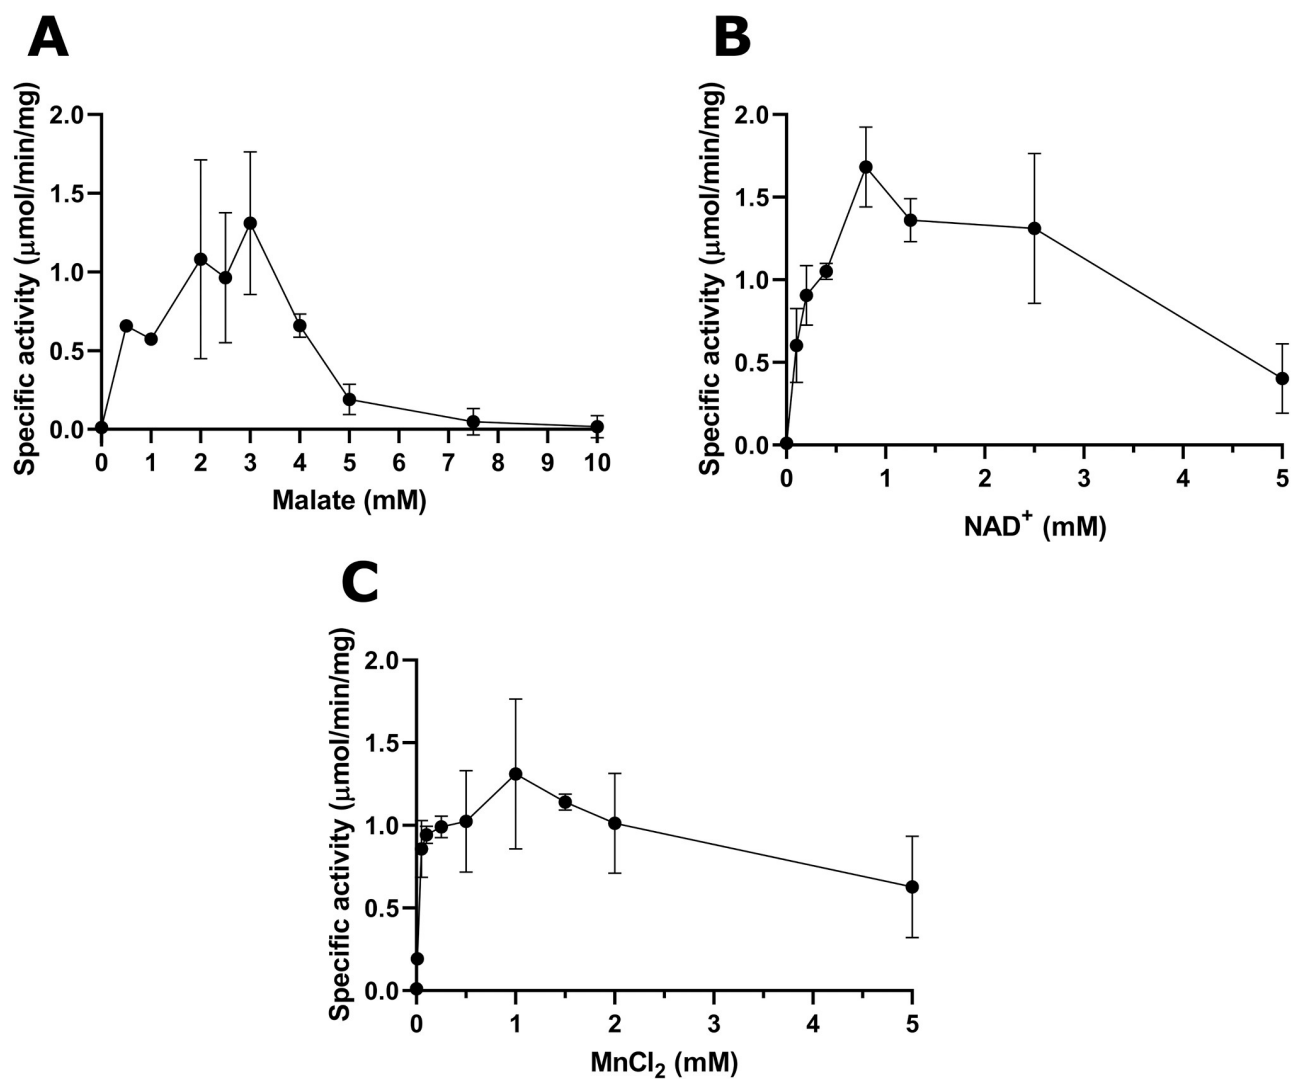 A
Specific activity (μmol/min/mg)
2.0
1.5
1.0
0.5
0.0
0 1 2 3 4 5 6 7 8 9 10
Malate (mM)
B
Specific activity (μmol/min/mg)
2.0
1.5
1.0
0.5
0.0
0 1 2 3 4 5
NAD⁺ (mM)
C
Specific activity (μmol/min/mg)
2.0
1.5
1.0
0.5
0.0
0 1 2 3 4 5
MnCl₂ (mM)